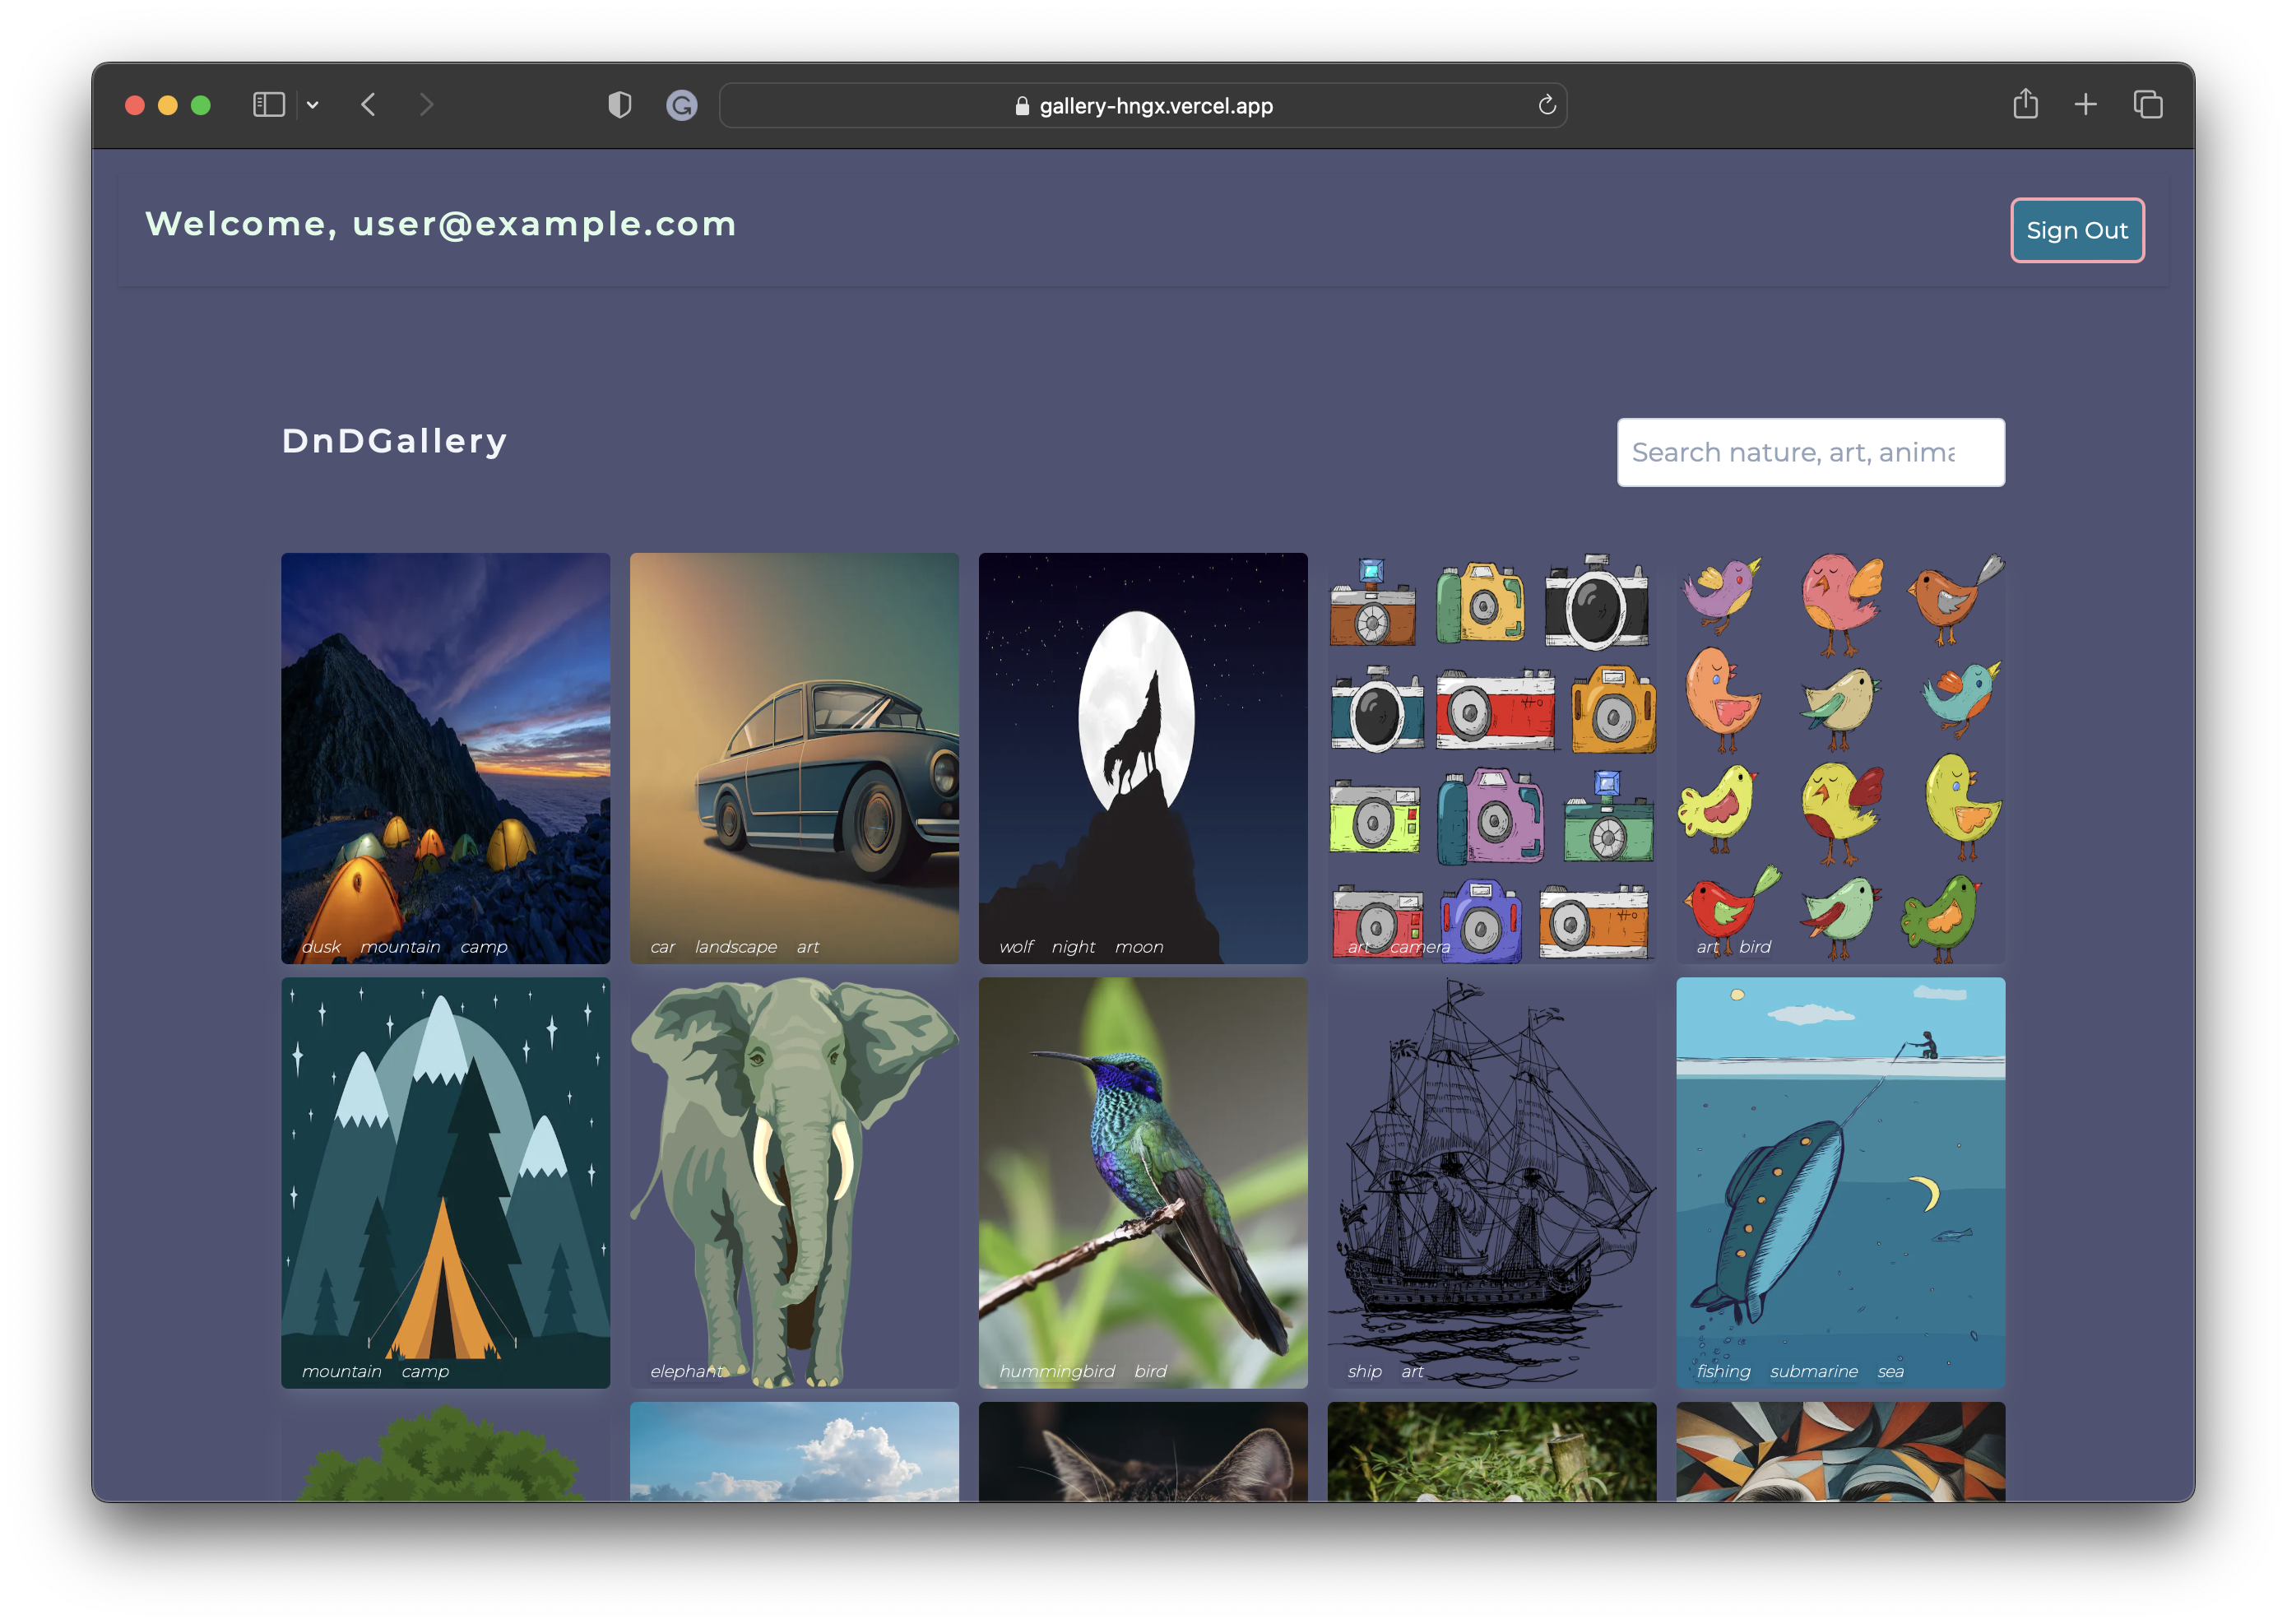 gallery-hngx.vercel.app
Welcome, user@example.com
Sign Out
DnDGallery
Search nature, art, anima
dusk mountain camp
car landscape art
wolf night moon
art camera
art bird
mountain camp
elephant
hummingbird bird
ship art
fishing submarine sea